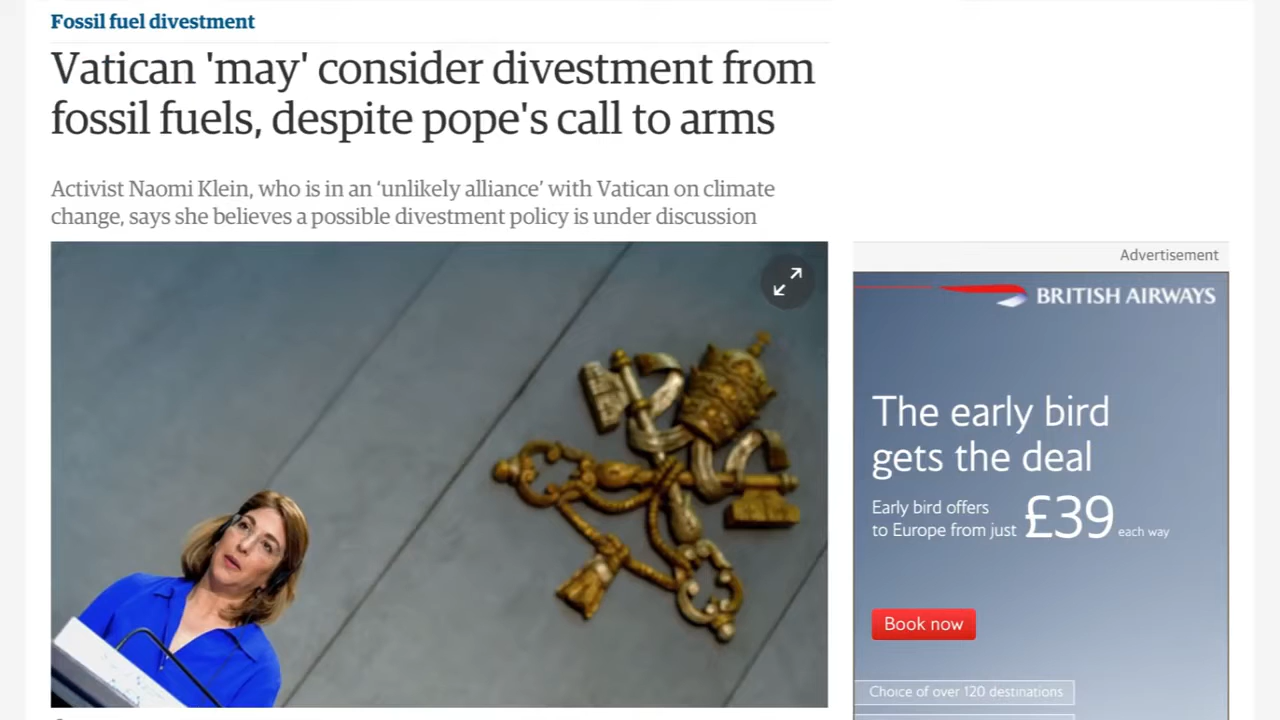 Fossil fuel divestment
Vatican 'may' consider divestment from
fossil fuels, despite pope's call to arms
Activist Naomi Klein, who is in an ‘unlikely alliance’ with Vatican on climate
change, says she believes a possible divestment policy is under discussion
Advertisement
BRITISH AIRWAYS
The early bird
gets the deal
Early bird offers
to Europe from just £39 each way
Book now
Choice of over 120 destinations